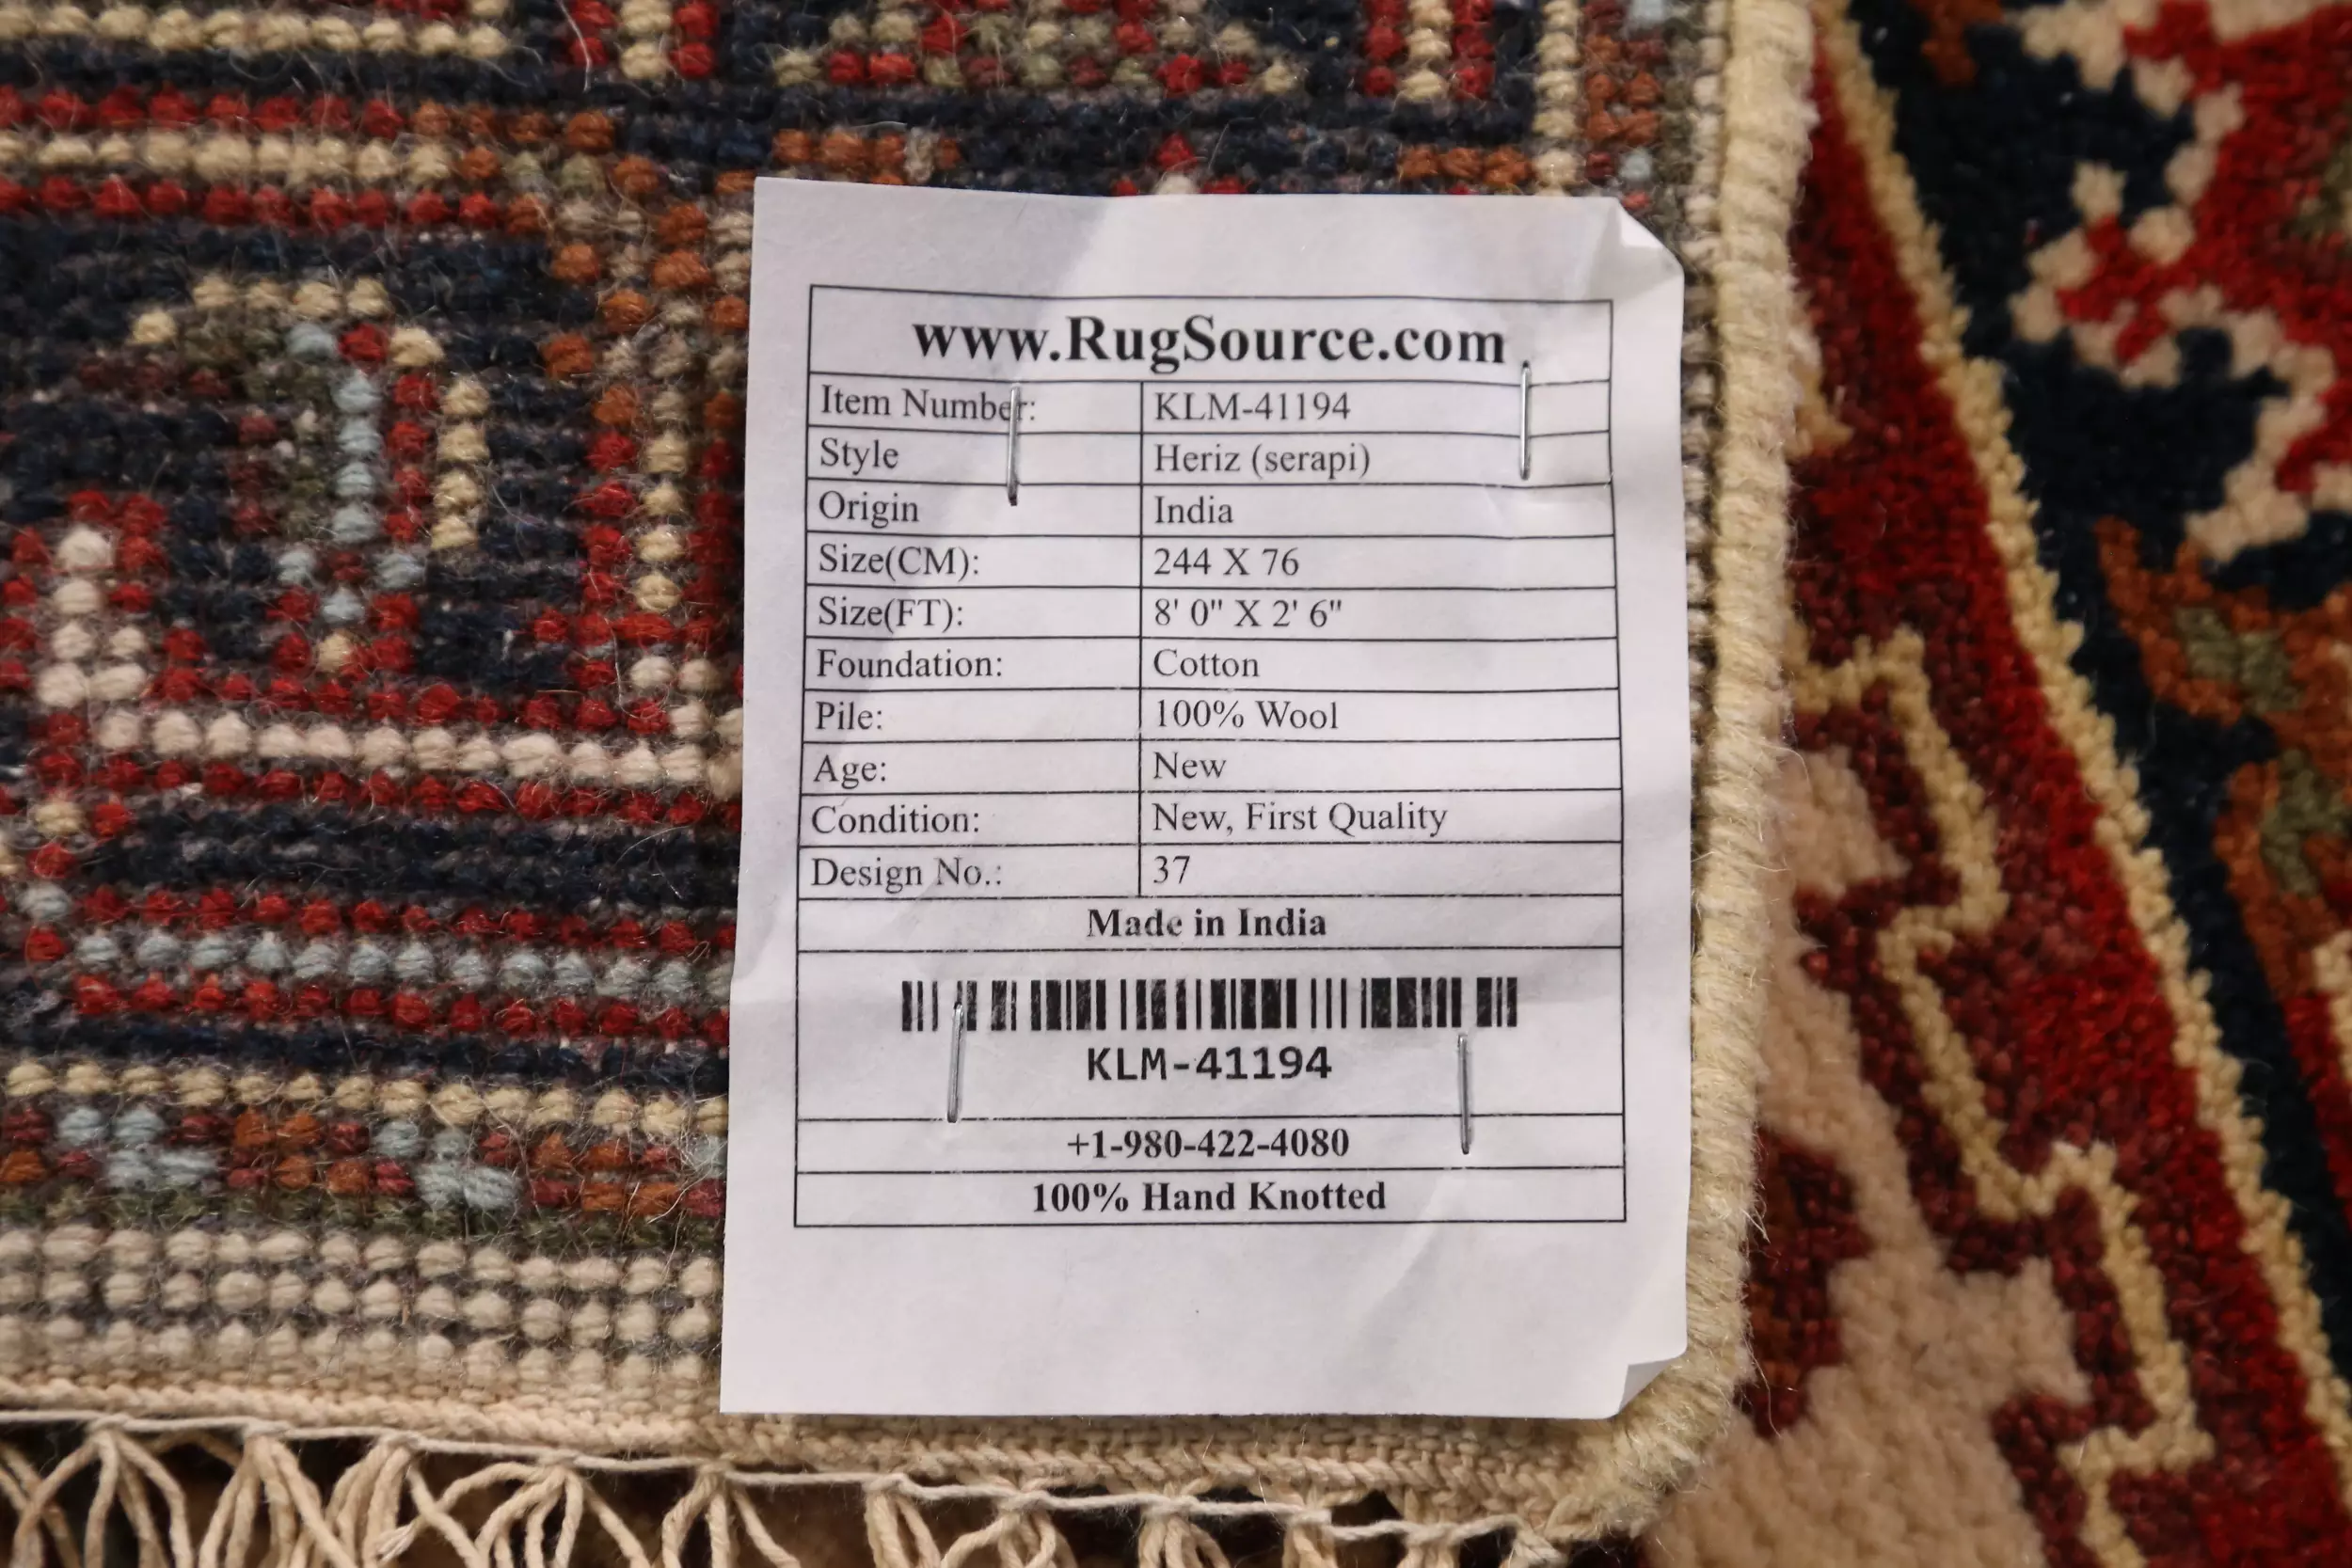 www.RugSource.com
Item Number: KLM-41194
Style Heriz (serapi)
Origin India
Size(CM): 244 X 76
Size(FT): 8' 0" X 2' 6"
Foundation: Cotton
Pile: 100% Wool
Age: New
Condition: New, First Quality
Design No.: 37
Made in India
KLM-41194
+1-980-422-4080
100% Hand Knotted